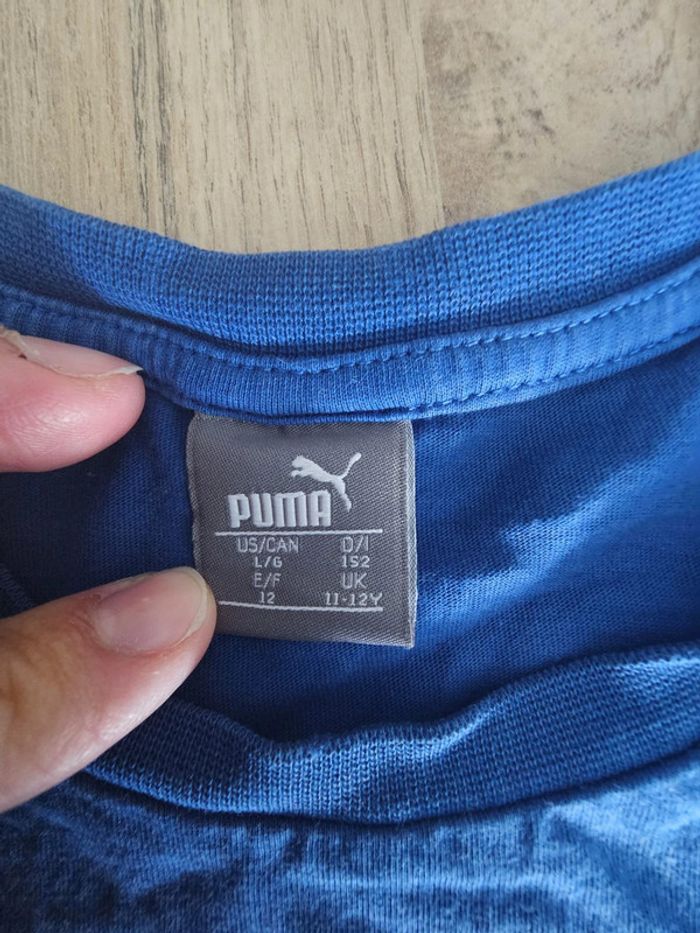 PUMA
US/CAN D/I
L/G 152
E/F UK
12 11-12Y